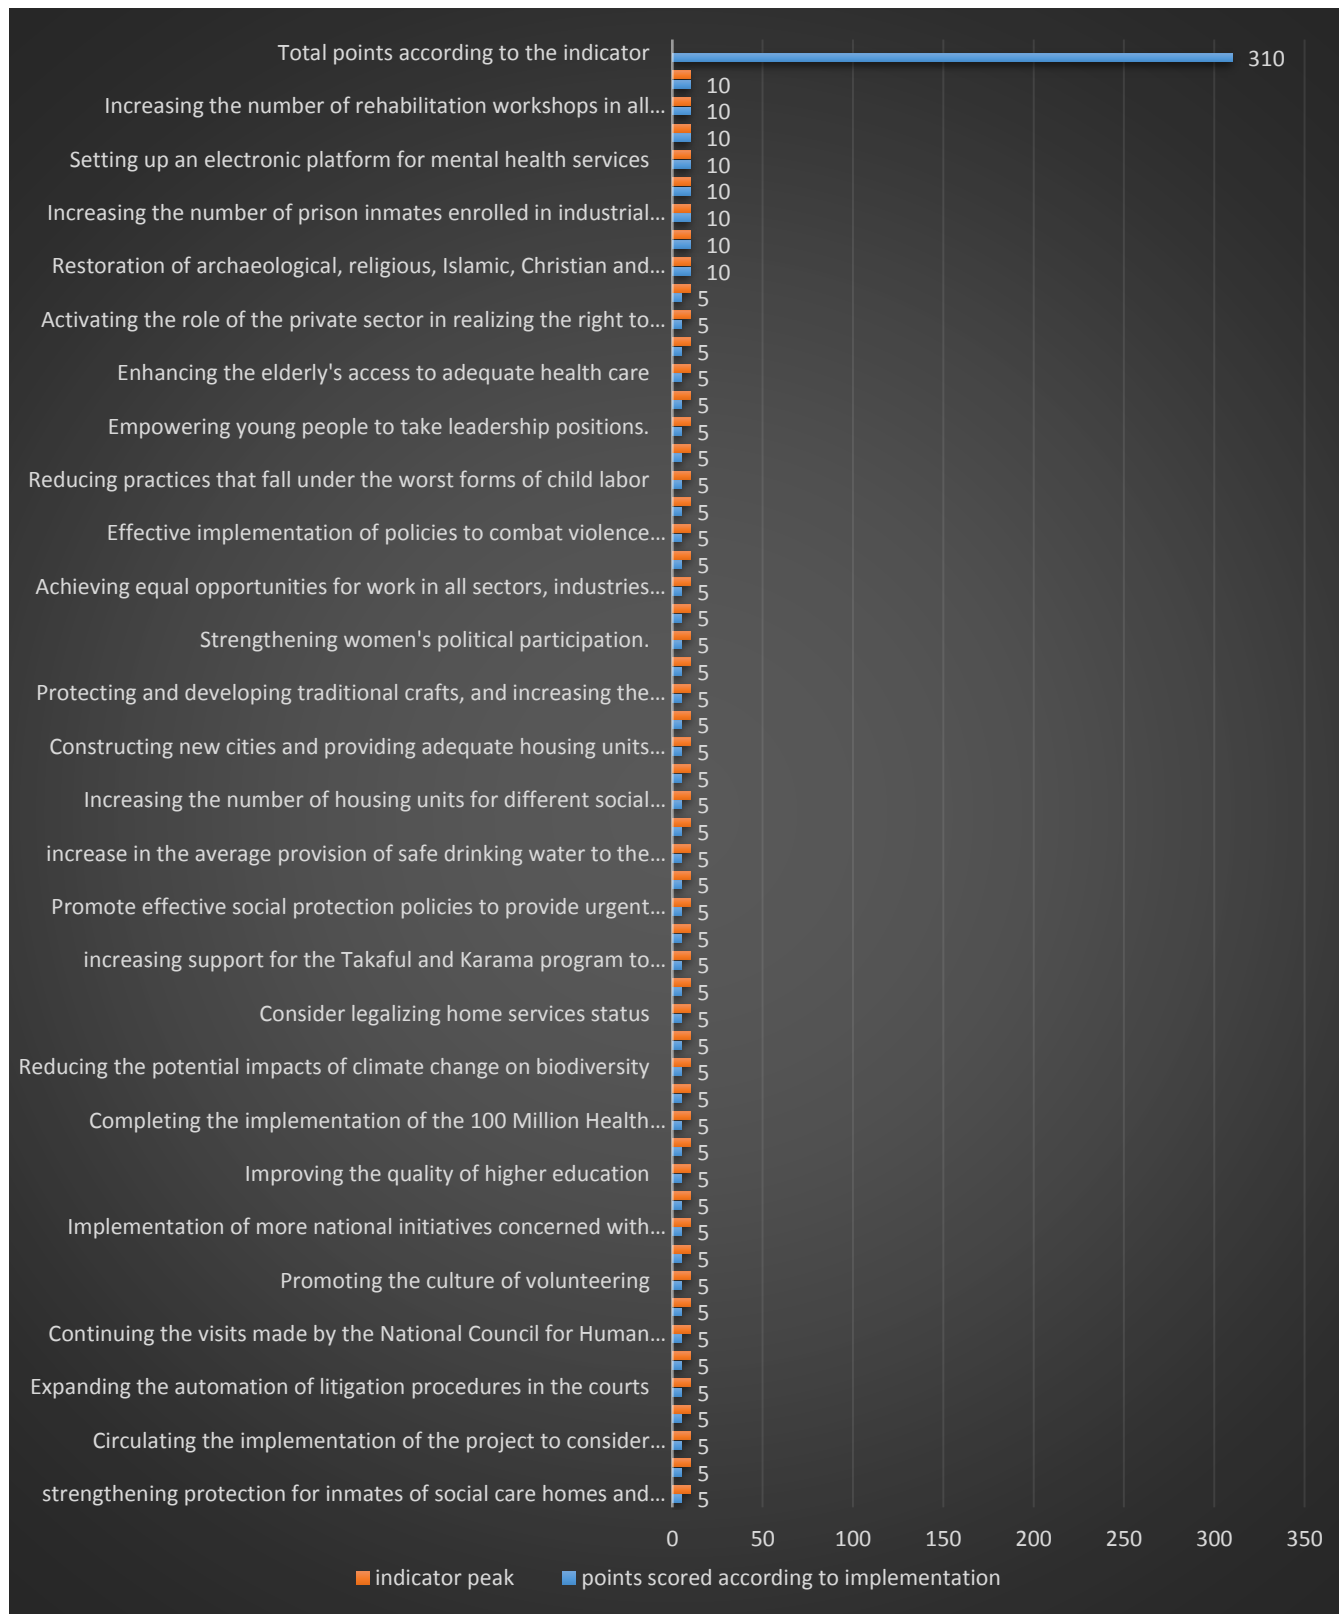 Total points according to the indicator 310
10
Increasing the number of rehabilitation workshops in all... 10
10
Setting up an electronic platform for mental health services 10
10
Increasing the number of prison inmates enrolled in industrial... 10
10
Restoration of archaeological, religious, Islamic, Christian and... 10
5
Activating the role of the private sector in realizing the right to... 5
5
Enhancing the elderly's access to adequate health care 5
5
Empowering young people to take leadership positions. 5
5
Reducing practices that fall under the worst forms of child labor 5
5
Effective implementation of policies to combat violence... 5
5
Achieving equal opportunities for work in all sectors, industries... 5
5
Strengthening women's political participation. 5
5
Protecting and developing traditional crafts, and increasing the... 5
5
Constructing new cities and providing adequate housing units... 5
5
Increasing the number of housing units for different social... 5
5
increase in the average provision of safe drinking water to the... 5
5
Promote effective social protection policies to provide urgent... 5
5
increasing support for the Takaful and Karama program to... 5
5
Consider legalizing home services status 5
5
Reducing the potential impacts of climate change on biodiversity 5
5
Completing the implementation of the 100 Million Health... 5
5
Improving the quality of higher education 5
5
Implementation of more national initiatives concerned with... 5
5
Promoting the culture of volunteering 5
5
Continuing the visits made by the National Council for Human... 5
5
Expanding the automation of litigation procedures in the courts 5
5
Circulating the implementation of the project to consider... 5
5
strengthening protection for inmates of social care homes and... 5
0 50 100 150 200 250 300 350
indicator peak points scored according to implementation